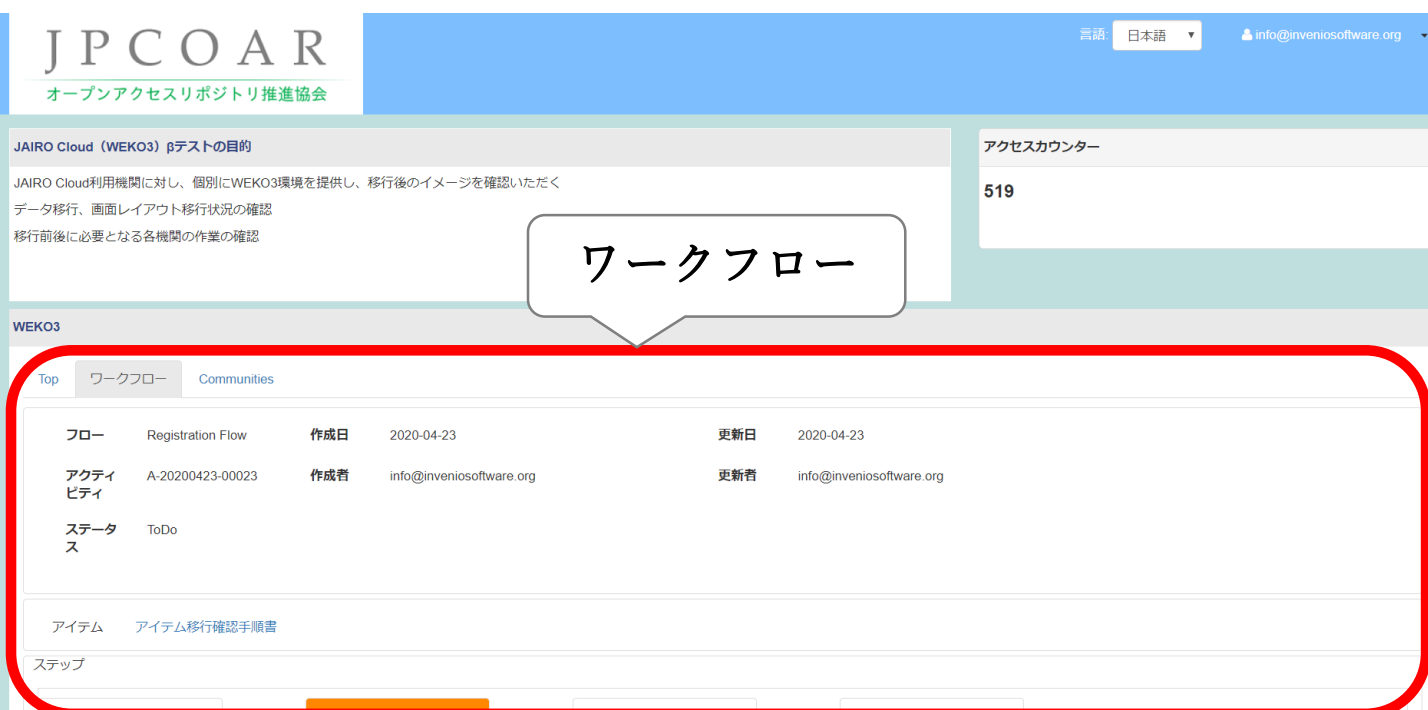 JPCOAR
オープンアクセスリポジトリ推進協会
言語: 日本語 info@inveniosoftware.org
JAIRO Cloud（WEKO3）βテストの目的
JAIRO Cloud利用機関に対し、個別にWEKO3環境を提供し、移行後のイメージを確認いただく
データ移行、画面レイアウト移行状況の確認
移行前後に必要となる各機関の作業の確認
アクセスカウンター
519
ワークフロー
WEKO3
Top ワークフロー Communities
フロー Registration Flow 作成日 2020-04-23 更新日 2020-04-23
アクティ
ビティ A-20200423-00023 作成者 info@inveniosoftware.org 更新者 info@inveniosoftware.org
ステータ
ス ToDo
アイテム アイテム移行確認手順書
ステップ